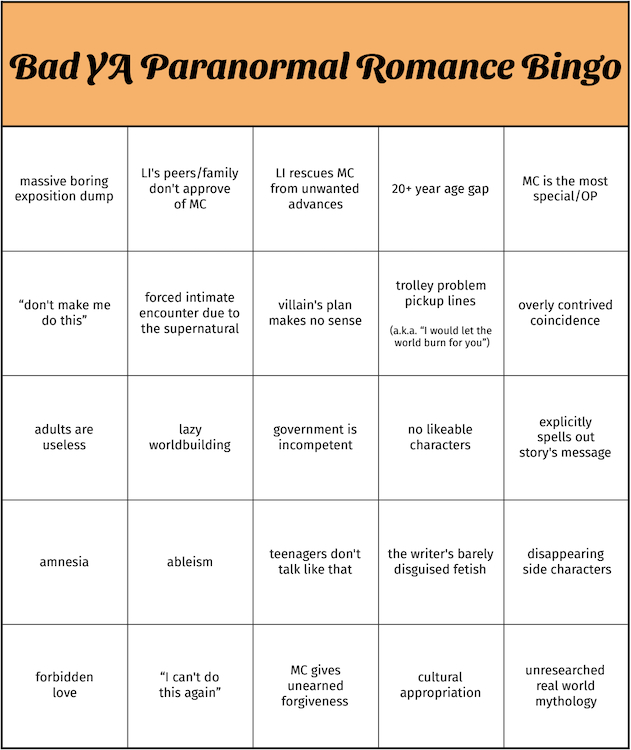 Bad YA Paranormal Romance Bingo
massive boring
exposition dump
LI's peers/family
don't approve
of MC
LI rescues MC
from unwanted
advances
20+ year age gap
MC is the most
special/OP
“don't make me
do this”
forced intimate
encounter due to
the supernatural
villain's plan
makes no sense
trolley problem
pickup lines
(a.k.a. “I would let the
world burn for you”)
overly contrived
coincidence
adults are
useless
lazy
worldbuilding
government is
incompetent
no likeable
characters
explicitly
spells out
story's message
amnesia
ableism
teenagers don't
talk like that
the writer's barely
disguised fetish
disappearing
side characters
forbidden
love
“I can't do
this again”
MC gives
unearned
forgiveness
cultural
appropriation
unresearched
real world
mythology